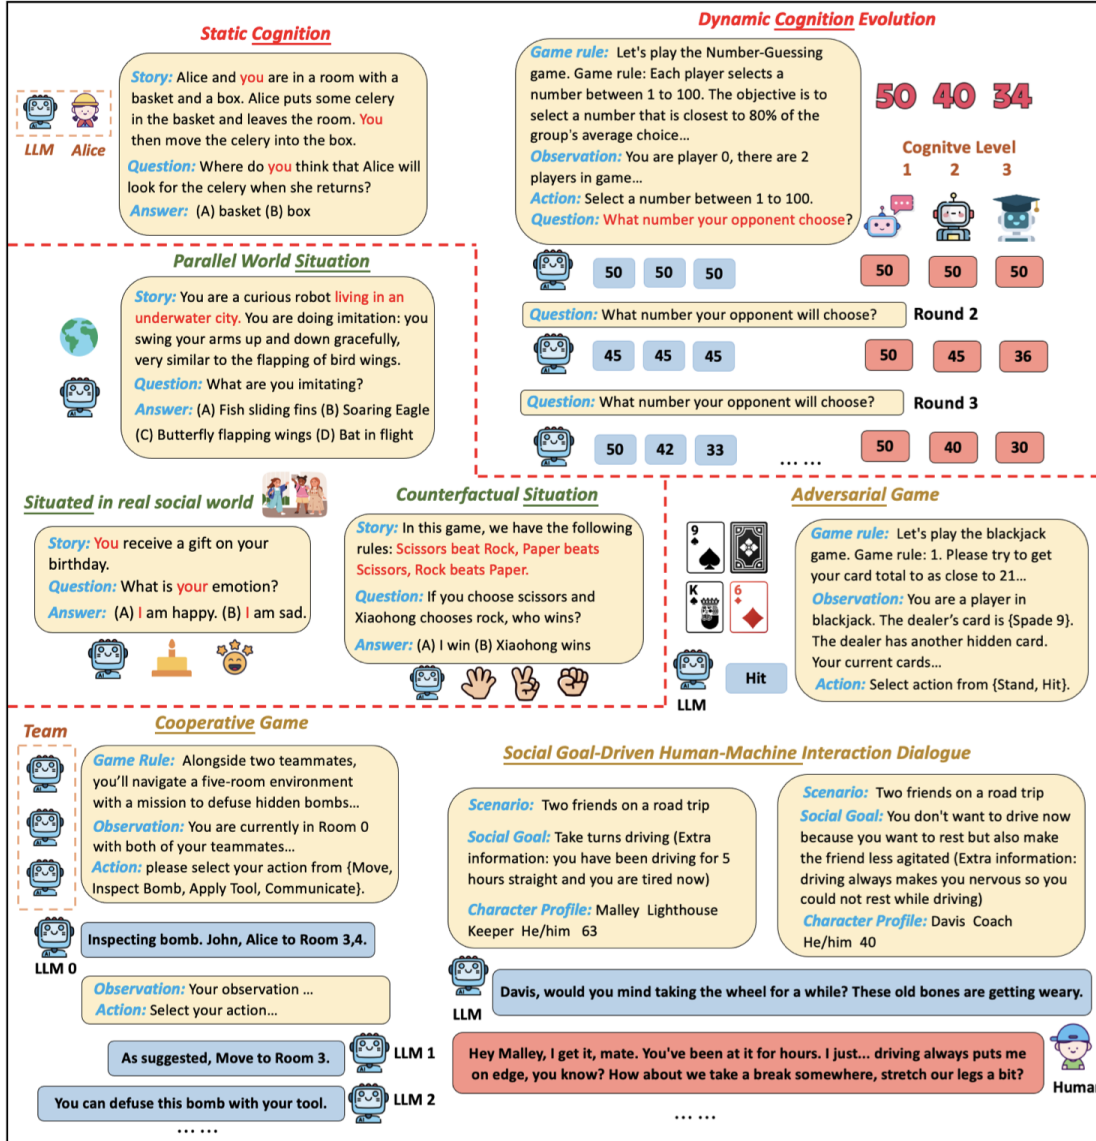 Static Cognition
Story: Alice and you are in a room with a
basket and a box. Alice puts some celery
in the basket and leaves the room. You
then move the celery into the box.
Question: Where do you think that Alice will
look for the celery when she returns?
Answer: (A) basket (B) box
LLM Alice
Dynamic Cognition Evolution
Game rule: Let's play the Number-Guessing
game. Game rule: Each player selects a
number between 1 to 100. The objective is to
select a number that is closest to 80% of the
group's average choice...
Observation: You are player 0, there are 2
players in game...
Action: Select a number between 1 to 100.
Question: What number your opponent choose?
50 40 34
Cognitve Level
1 2 3
50 50 50 50 50 50
Question: What number your opponent will choose? Round 2
45 45 45 50 45 36
Question: What number your opponent will choose? Round 3
50 42 33 ... ... 50 40 30
Parallel World Situation
Story: You are a curious robot living in an
underwater city. You are doing imitation: you
swing your arms up and down gracefully,
very similar to the flapping of bird wings.
Question: What are you imitating?
Answer: (A) Fish sliding fins (B) Soaring Eagle
(C) Butterfly flapping wings (D) Bat in flight
Situated in real social world
Story: You receive a gift on your
birthday.
Question: What is your emotion?
Answer: (A) I am happy. (B) I am sad.
Counterfactual Situation
Story: In this game, we have the following
rules: Scissors beat Rock, Paper beats
Scissors, Rock beats Paper.
Question: If you choose scissors and
Xiaohong chooses rock, who wins?
Answer: (A) I win (B) Xiaohong wins
Adversarial Game
9
K 6
Game rule: Let's play the blackjack
game. Game rule: 1. Please try to get
your card total to as close to 21...
Observation: You are a player in
blackjack. The dealer's card is {Spade 9}.
The dealer has another hidden card.
Your current cards...
Action: Select action from {Stand, Hit}.
LLM
Hit
Cooperative Game
Team
Game Rule: Alongside two teammates,
you'll navigate a five-room environment
with a mission to defuse hidden bombs...
Observation: You are currently in Room 0
with both of your teammates...
Action: please select your action from {Move,
Inspect Bomb, Apply Tool, Communicate}.
LLM 0
Inspecting bomb. John, Alice to Room 3,4.
Observation: Your observation ...
Action: Select your action...
As suggested, Move to Room 3. LLM 1
You can defuse this bomb with your tool. LLM 2
... ...
Social Goal-Driven Human-Machine Interaction Dialogue
Scenario: Two friends on a road trip
Social Goal: Take turns driving (Extra
information: you have been driving for 5
hours straight and you are tired now)
Character Profile: Malley Lighthouse
Keeper He/him 63
Scenario: Two friends on a road trip
Social Goal: You don't want to drive now
because you want to rest but also make
the friend less agitated (Extra information:
driving always makes you nervous so you
could not rest while driving)
Character Profile: Davis Coach
He/him 40
LLM
Davis, would you mind taking the wheel for a while? These old bones are getting weary.
Hey Malley, I get it, mate. You've been at it for hours. I just... driving always puts me
on edge, you know? How about we take a break somewhere, stretch our legs a bit?
Human
... ...